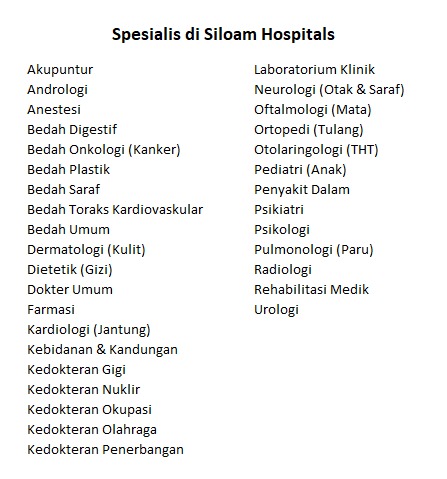 Spesialis di Siloam Hospitals
Akupuntur
Andrologi
Anestesi
Bedah Digestif
Bedah Onkologi (Kanker)
Bedah Plastik
Bedah Saraf
Bedah Toraks Kardiovaskular
Bedah Umum
Dermatologi (Kulit)
Dietetik (Gizi)
Dokter Umum
Farmasi
Kardiologi (Jantung)
Kebidanan & Kandungan
Kedokteran Gigi
Kedokteran Nuklir
Kedokteran Okupasi
Kedokteran Olahraga
Kedokteran Penerbangan
Laboratorium Klinik
Neurologi (Otak & Saraf)
Oftalmologi (Mata)
Ortopedi (Tulang)
Otolaringologi (THT)
Pediatri (Anak)
Penyakit Dalam
Psikiatri
Psikologi
Pulmonologi (Paru)
Radiologi
Rehabilitasi Medik
Urologi